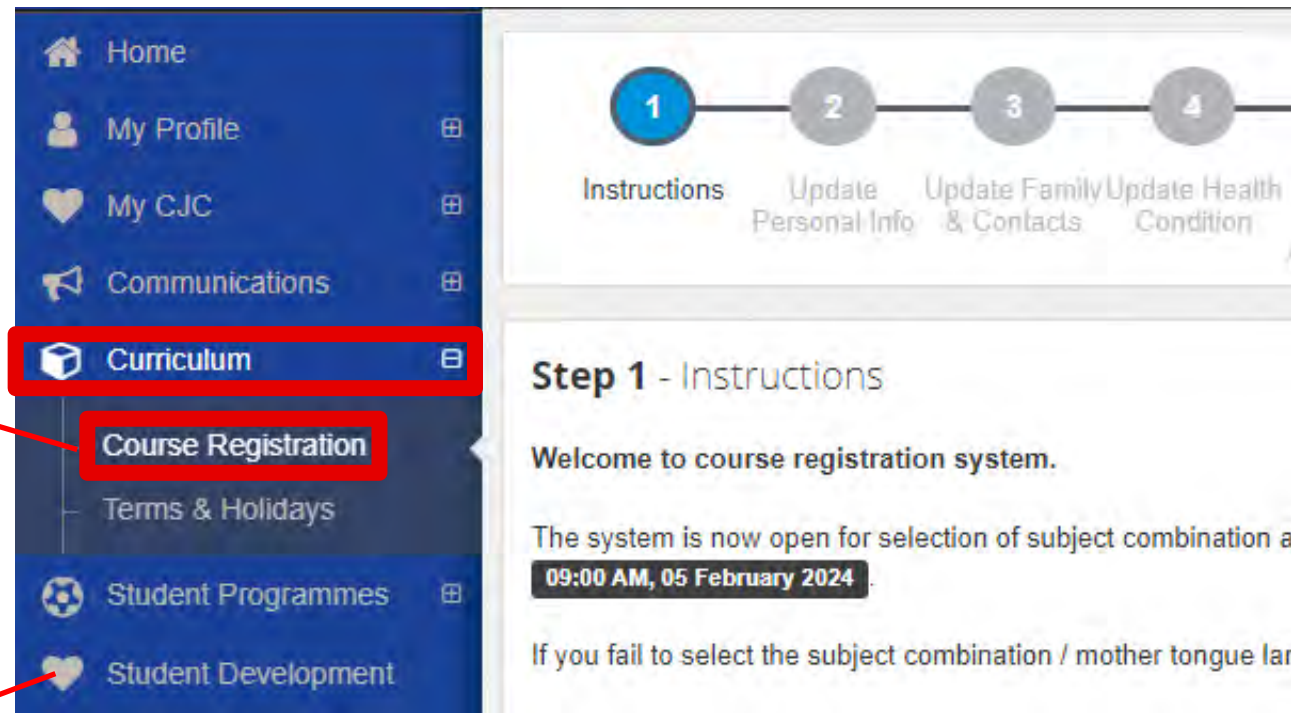 Home
My Profile
My CJC
Communications
Curriculum
Course Registration
Terms & Holidays
Student Programmes
Student Development
1 2 3 4
Instructions
Update Personal Info
Update Family & Contacts
Update Health Condition
Step 1 - Instructions
Welcome to course registration system.
The system is now open for selection of subject combination
09:00 AM, 05 February 2024 .
If you fail to select the subject combination / mother tongue